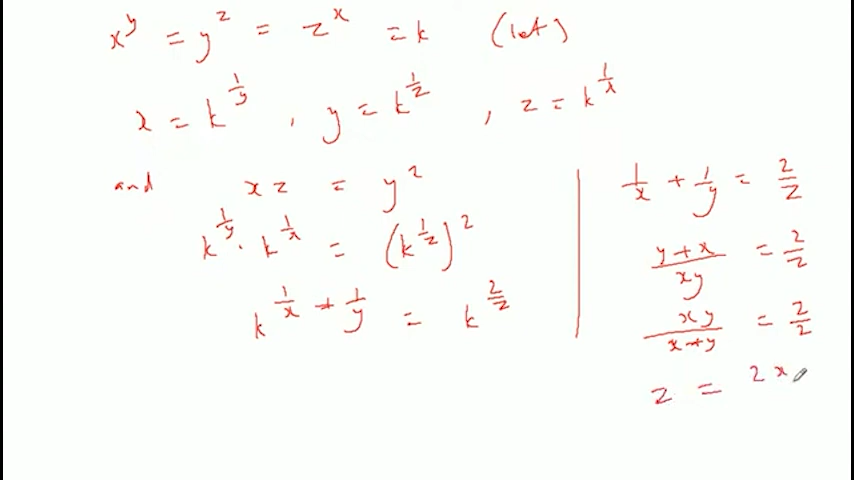 x^y = y^z = z^x = k (let)
x = k^{1/y} , y = k^{1/z} , z = k^{1/x}
and xz = y^2
k^{1/y} · k^{1/x} = (k^{1/z})^2
k^{1/x + 1/y} = k^{2/z}
1/x + 1/y = 2/z
(y+x)/xy = 2/z
xy/(x+y) = z/2
z = 2x